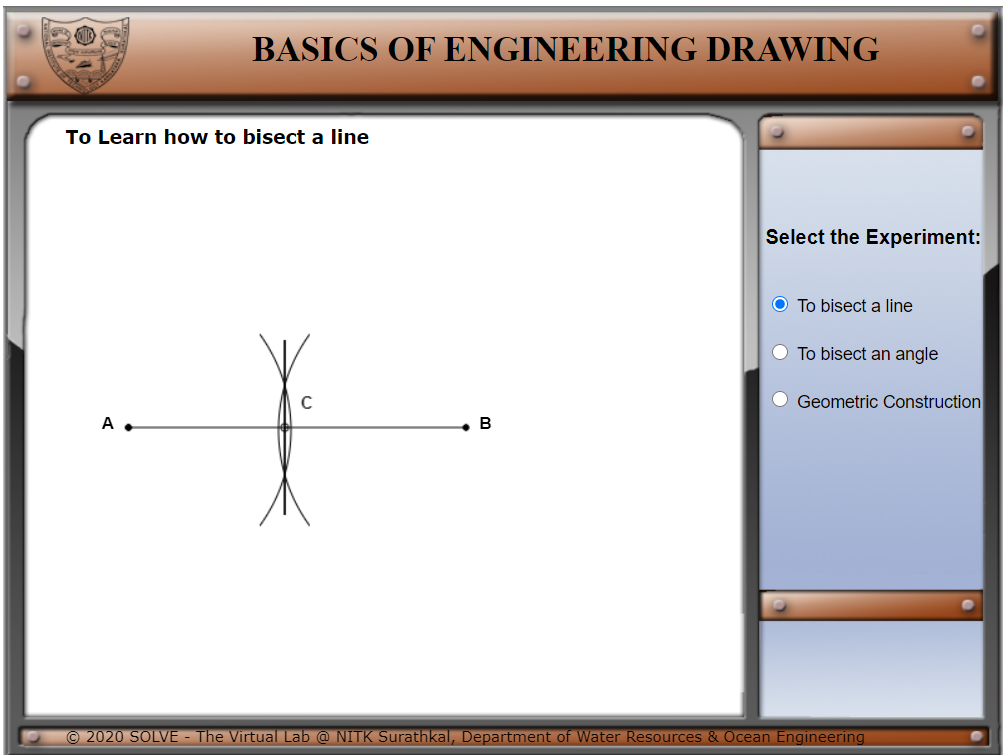 BASICS OF ENGINEERING DRAWING
To Learn how to bisect a line
C
A
B
Select the Experiment:
To bisect a line
To bisect an angle
Geometric Construction
© 2020 SOLVE - The Virtual Lab @ NITK Surathkal, Department of Water Resources & Ocean Engineering